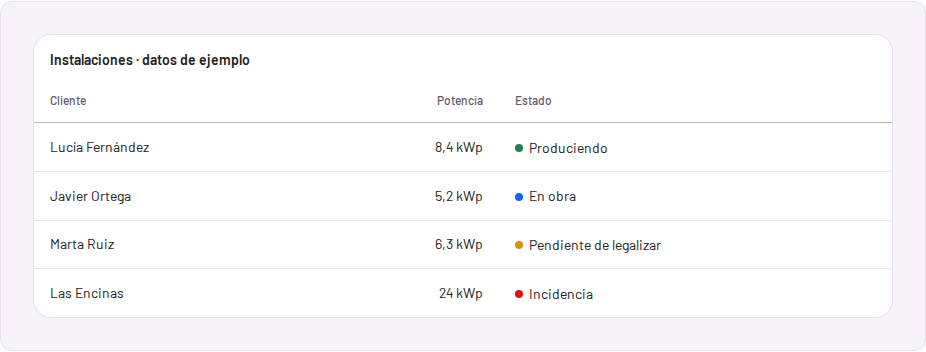 Instalaciones · datos de ejemplo
Cliente Potencia Estado
Lucía Fernández 8,4 kWp Produciendo
Javier Ortega 5,2 kWp En obra
Marta Ruiz 6,3 kWp Pendiente de legalizar
Las Encinas 24 kWp Incidencia